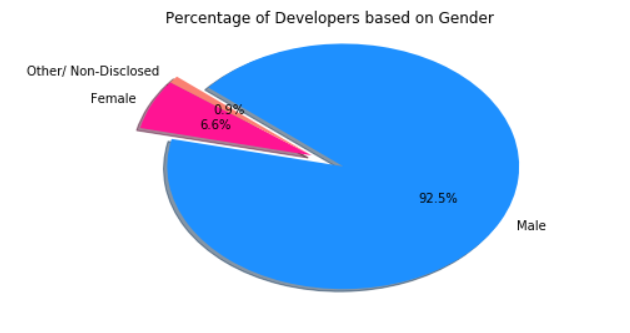 Percentage of Developers based on Gender
Other/ Non-Disclosed
0.9%
Female
6.6%
92.5%
Male